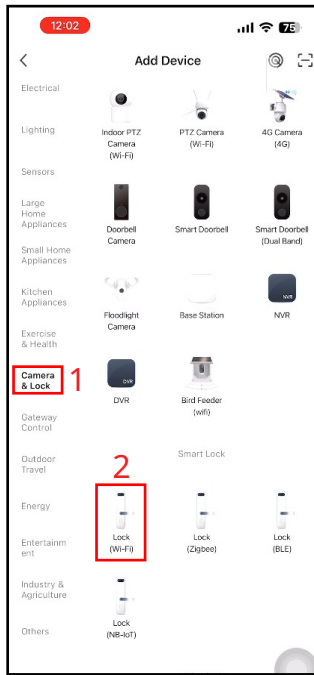 12:02
75
Add Device
Electrical
Lighting
Sensors
Large
Home
Appliances
Small Home
Appliances
Kitchen
Appliances
Exercise
& Health
Camera
& Lock
1
Gateway
Control
Outdoor
Travel
Energy
Entertainm
ent
Industry &
Agriculture
Others
Indoor PTZ
Camera
(Wi-Fi)
PTZ Camera
(Wi-Fi)
4G Camera
(4G)
Doorbell
Camera
Smart Doorbell
Smart Doorbell
(Dual Band)
Floodlight
Camera
Base Station
NVR
NVR
DVR
DVR
Bird Feeder
(wifi)
Smart Lock
2
Lock
(Wi-Fi)
Lock
(Zigbee)
Lock
(BLE)
Lock
(NB-IoT)